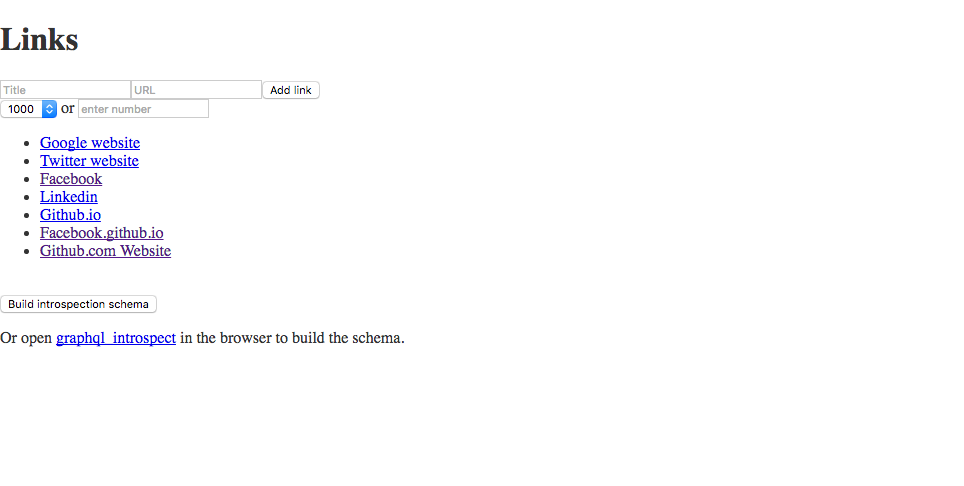 Links
Title URL Add link
1000 or enter number
Google website
Twitter website
Facebook
Linkedin
Github.io
Facebook.github.io
Github.com Website
Build introspection schema
Or open graphql_introspect in the browser to build the schema.